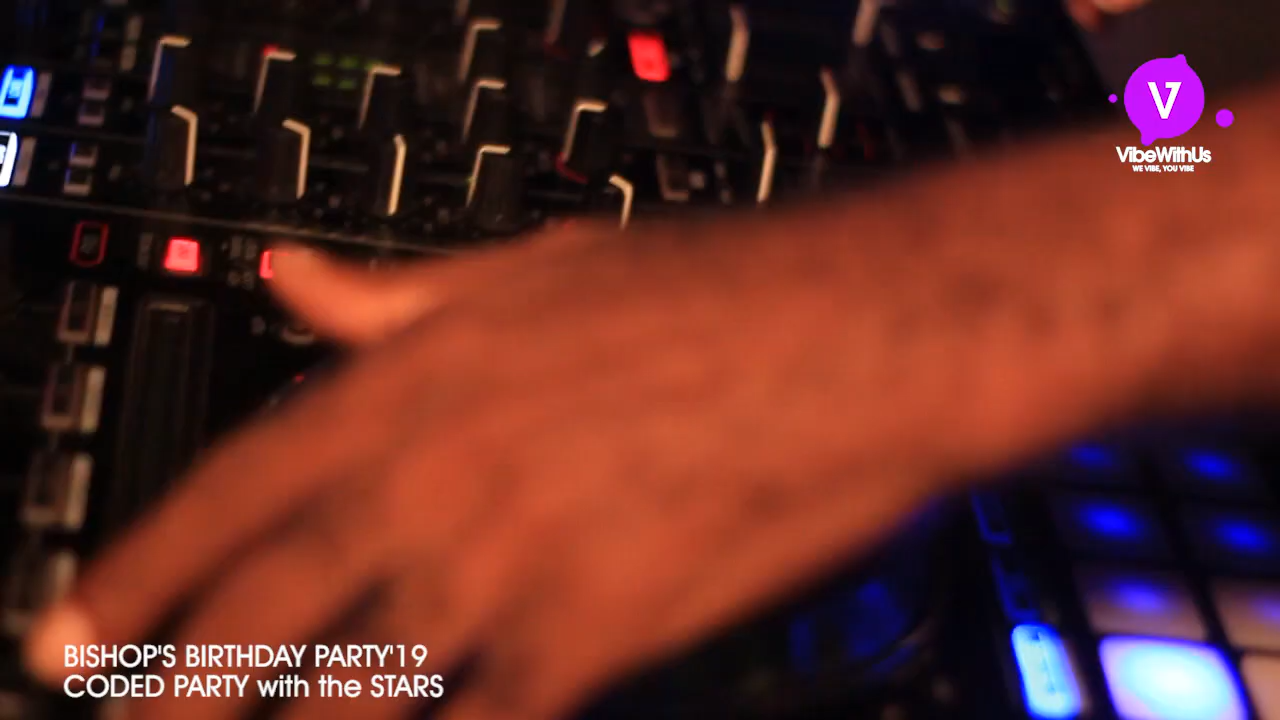 V
VibeWithUs
WE VIBE, YOU VIBE
BISHOP'S BIRTHDAY PARTY'19
CODED PARTY with the STARS